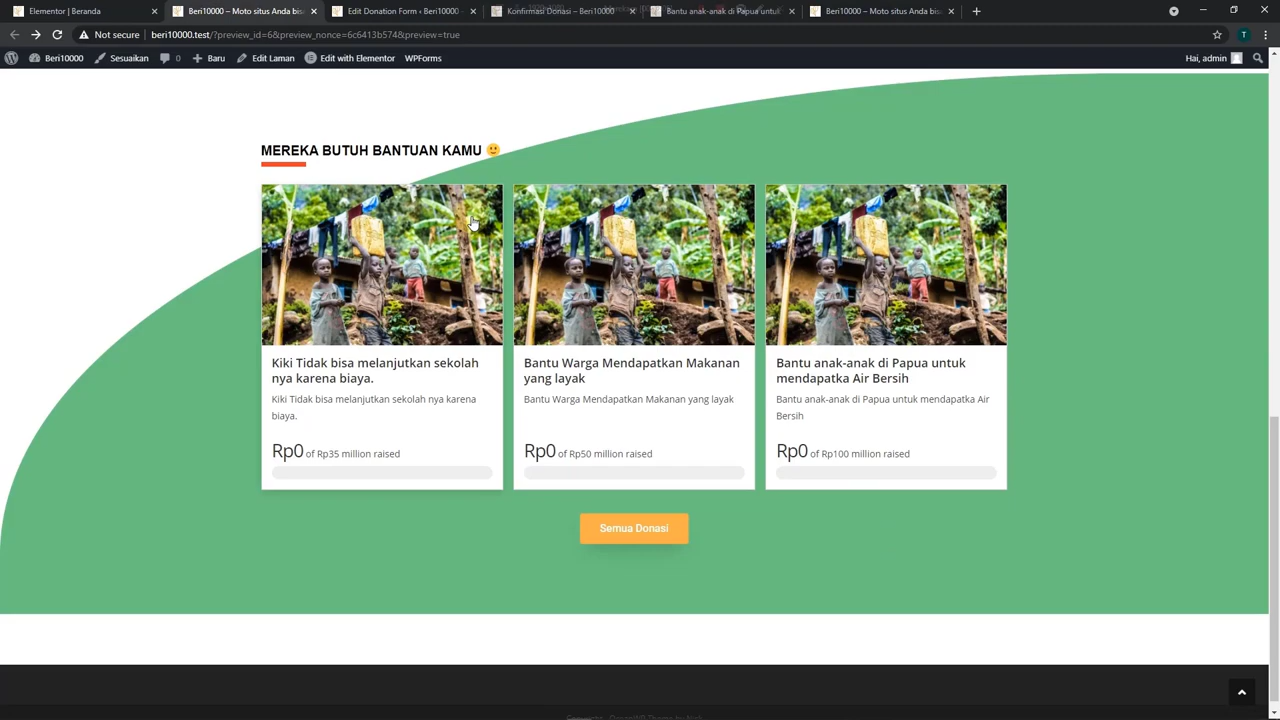 Elementor | Beranda
Beri10000 – Moto situs Anda bis
Edit Donation Form ‹ Beri10000
Konfirmasi Donasi – Beri10000
Bantu anak-anak di Papua untuk
Beri10000 – Moto situs Anda bis
Not secure
beri10000.test/?preview_id=6&preview_nonce=6c6413b574&preview=true
T
Beri10000
Sesuaikan
0
Baru
Edit Laman
Edit with Elementor
WPForms
Hai, admin
MEREKA BUTUH BANTUAN KAMU 🙂
Kiki Tidak bisa melanjutkan sekolah
nya karena biaya.
Kiki Tidak bisa melanjutkan sekolah nya karena
biaya.
Rp0 of Rp35 million raised
Bantu Warga Mendapatkan Makanan
yang layak
Bantu Warga Mendapatkan Makanan yang layak
Rp0 of Rp50 million raised
Bantu anak-anak di Papua untuk
mendapatka Air Bersih
Bantu anak-anak di Papua untuk mendapatka Air
Bersih
Rp0 of Rp100 million raised
Semua Donasi